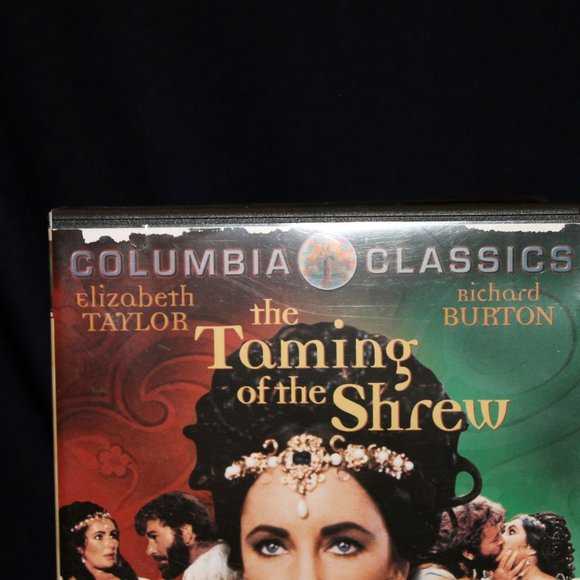 COLUMBIA CLASSICS
Elizabeth TAYLOR
Richard BURTON
the Taming of the Shrew